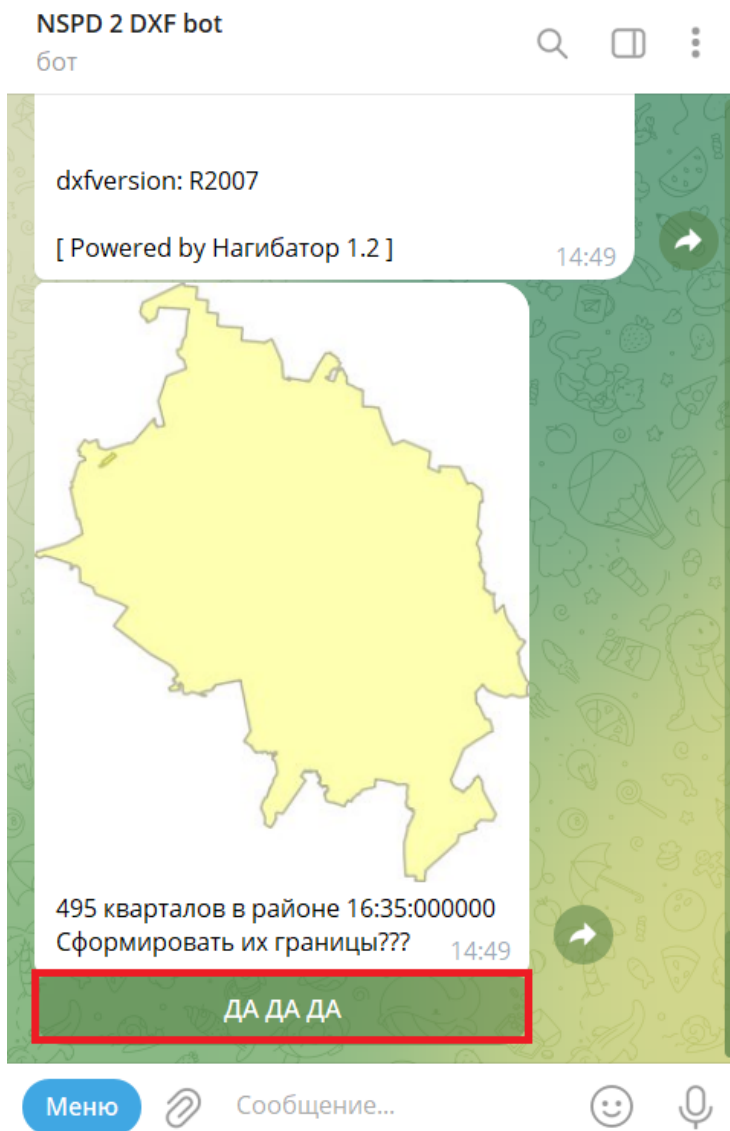 NSPD 2 DXF bot
бот
dxfversion: R2007
[ Powered by Нагибатор 1.2 ]
14:49
495 кварталов в районе 16:35:000000
Сформировать их границы???
14:49
ДА ДА ДА
Меню
Сообщение...